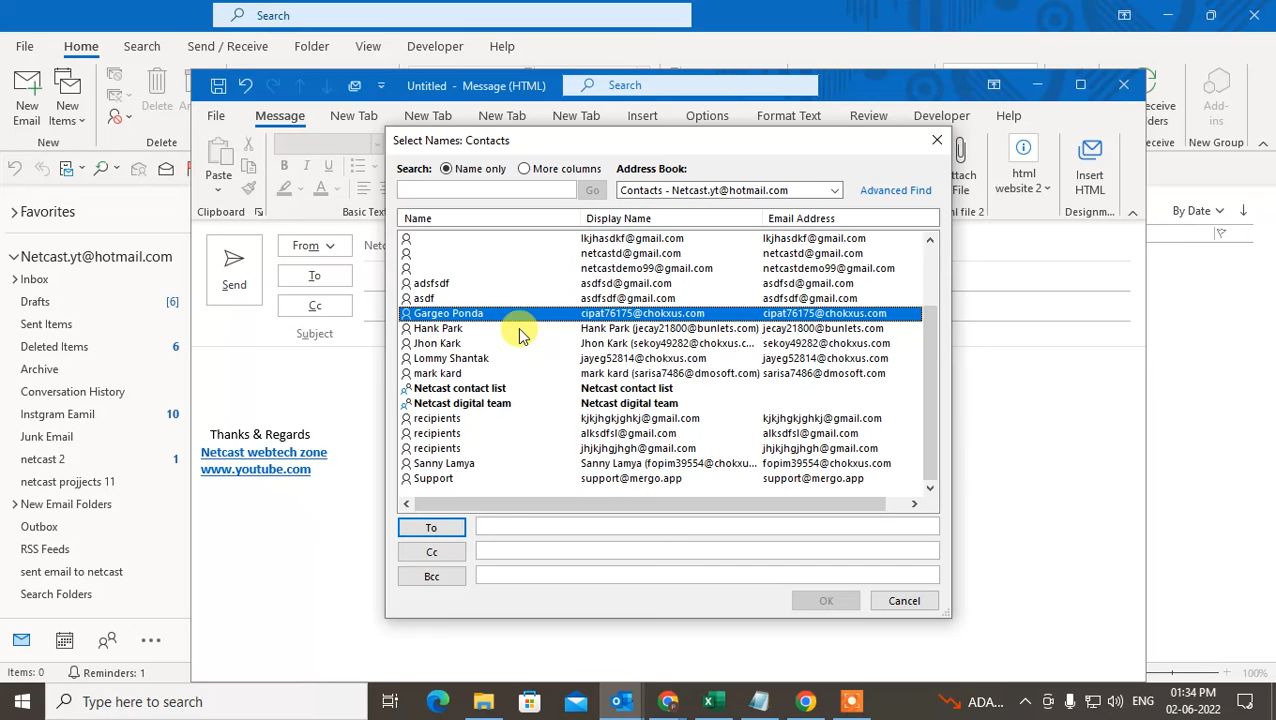 Search
File Home Search Send / Receive Folder View Developer Help
New Email
New Items
Delete
New
Delete
Untitled - Message (HTML)
Search
File Message New Tab New Tab New Tab New Tab Insert Options Format Text Review Developer Help
Paste
Clipboard
B I U
Basic Text
Attach
File
html
website 2
Insert
HTML
html file 2
Designm...
Receive
Add-
ins
New Group
Favorites
Netcast.yt@hotmail.com
Inbox
Drafts [6]
Sent Items
Deleted Items 6
Archive
Conversation History
Instgram Eamil 10
Junk Email
netcast 2 1
netcast projjects 11
New Email Folders
Outbox
RSS Feeds
sent email to netcast
Search Folders
Send
From
To
Cc
Subject
Thanks & Regards
Netcast webtech zone
www.youtube.com
By Date
Select Names: Contacts
Search: Name only More columns Address Book:
Go Contacts - Netcast.yt@hotmail.com Advanced Find
Name Display Name Email Address
lkjhasdkf@gmail.com lkjhasdkf@gmail.com
netcastd@gmail.com netcastd@gmail.com
netcastdemo99@gmail.com netcastdemo99@gmail.com
adsfsdf asdfsd@gmail.com asdfsd@gmail.com
asdf asdfsdf@gmail.com asdfsdf@gmail.com
Gargeo Ponda cipat76175@chokxus.com cipat76175@chokxus.com
Hank Park Hank Park (jecay21800@bunlets.com) jecay21800@bunlets.com
Jhon Kark Jhon Kark (sekoy49282@chokxus.c... sekoy49282@chokxus.com
Lommy Shantak jayeg52814@chokxus.com jayeg52814@chokxus.com
mark kard mark kard (sarisa7486@dmosoft.com) sarisa7486@dmosoft.com
Netcast contact list Netcast contact list
Netcast digital team Netcast digital team
recipients kjkjhgkjghkj@gmail.com kjkjhgkjghkj@gmail.com
recipients alksdfsl@gmail.com alksdfsl@gmail.com
recipients jhjkjhgjhgh@gmail.com jhjkjhgjhgh@gmail.com
Sanny Lamya Sanny Lamya (fopim39554@chokxu... fopim39554@chokxus.com
Support support@mergo.app support@mergo.app
To
Cc
Bcc
OK Cancel
Items: 0 Reminders: 1 100%
Type here to search
ADA...
ENG
01:34 PM
02-06-2022